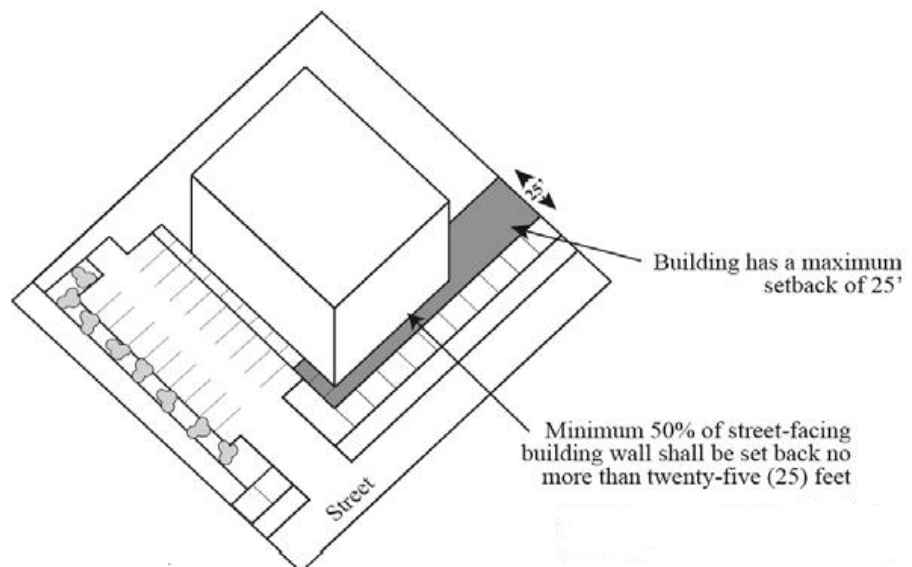 25'
Building has a maximum
setback of 25’
Minimum 50% of street-facing
building wall shall be set back no
more than twenty-five (25) feet
Street